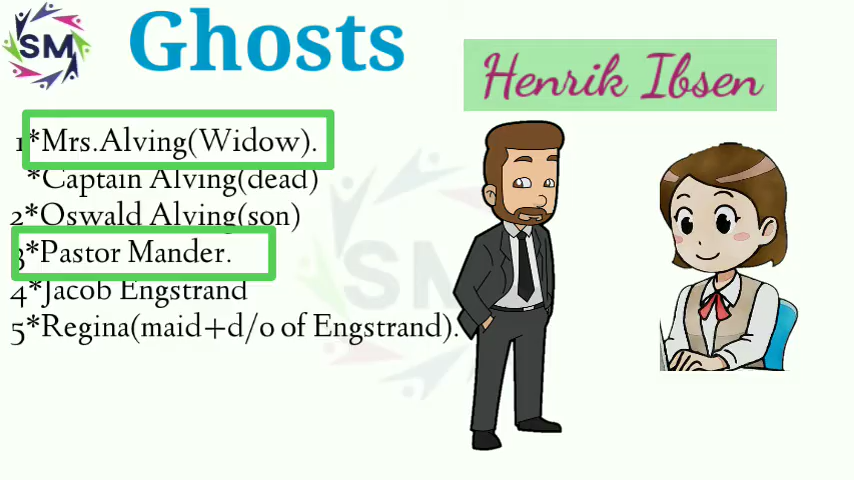 SM
Ghosts
Henrik Ibsen
1*Mrs.Alving(Widow).
*Captain Alving(dead)
2*Oswald Alving(son)
3*Pastor Mander.
4*Jacob Engstrand
5*Regina(maid+d/o of Engstrand).
SM